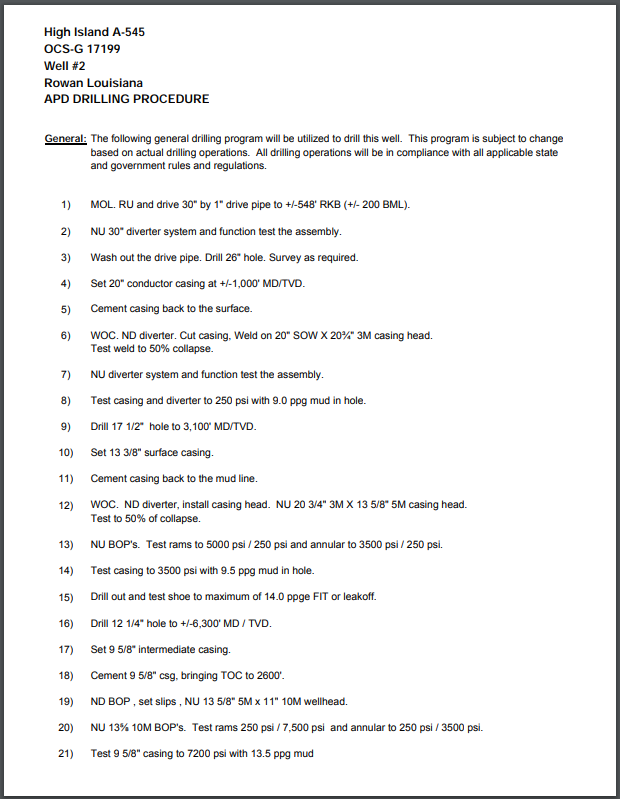 High Island A-545
OCS-G 17199
Well #2
Rowan Louisiana
APD DRILLING PROCEDURE
General: The following general drilling program will be utilized to drill this well. This program is subject to change
based on actual drilling operations. All drilling operations will be in compliance with all applicable state
and government rules and regulations.
1) MOL. RU and drive 30" by 1" drive pipe to +/-548' RKB (+/- 200 BML).
2) NU 30" diverter system and function test the assembly.
3) Wash out the drive pipe. Drill 26" hole. Survey as required.
4) Set 20" conductor casing at +/-1,000' MD/TVD.
5) Cement casing back to the surface.
6) WOC. ND diverter. Cut casing, Weld on 20" SOW X 20¾" 3M casing head.
Test weld to 50% collapse.
7) NU diverter system and function test the assembly.
8) Test casing and diverter to 250 psi with 9.0 ppg mud in hole.
9) Drill 17 1/2" hole to 3,100' MD/TVD.
10) Set 13 3/8" surface casing.
11) Cement casing back to the mud line.
12) WOC. ND diverter, install casing head. NU 20 3/4" 3M X 13 5/8" 5M casing head.
Test to 50% of collapse.
13) NU BOP's. Test rams to 5000 psi / 250 psi and annular to 3500 psi / 250 psi.
14) Test casing to 3500 psi with 9.5 ppg mud in hole.
15) Drill out and test shoe to maximum of 14.0 ppge FIT or leakoff.
16) Drill 12 1/4" hole to +/-6,300' MD / TVD.
17) Set 9 5/8" intermediate casing.
18) Cement 9 5/8" csg, bringing TOC to 2600'.
19) ND BOP , set slips , NU 13 5/8" 5M x 11" 10M wellhead.
20) NU 13⅝ 10M BOP's. Test rams 250 psi / 7,500 psi and annular to 250 psi / 3500 psi.
21) Test 9 5/8" casing to 7200 psi with 13.5 ppg mud